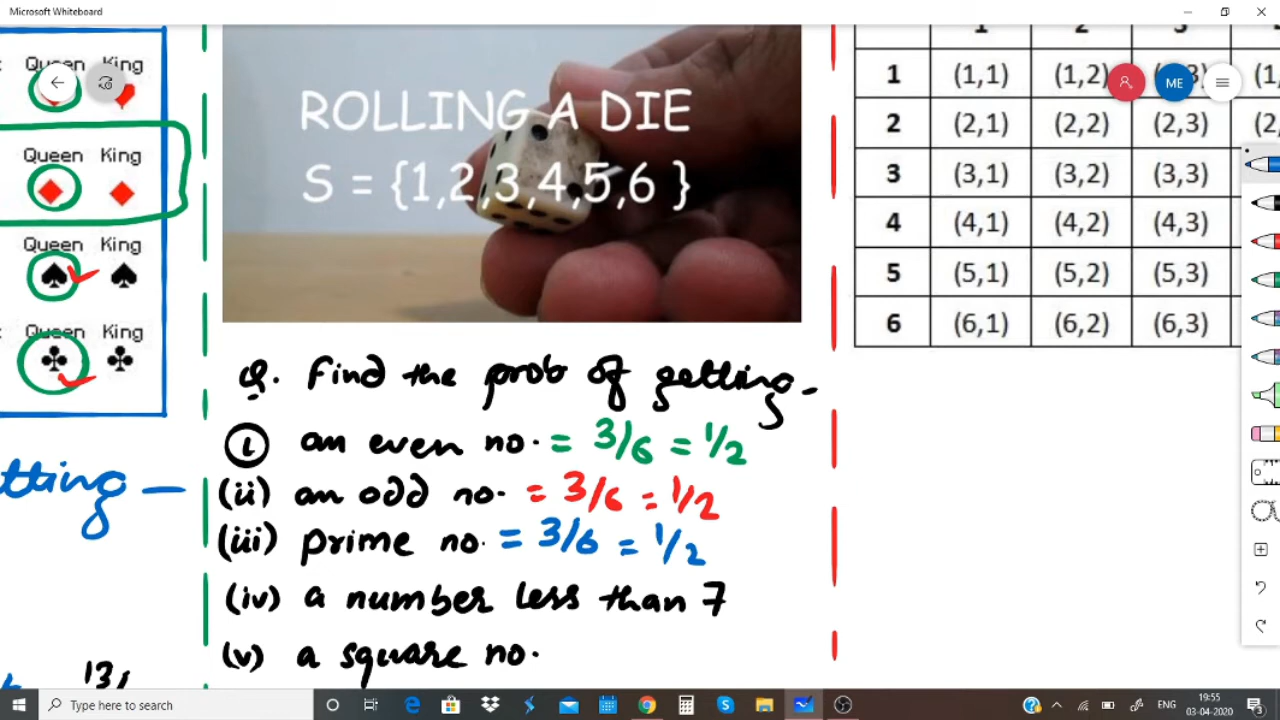 Microsoft Whiteboard
Queen King
Queen King
Queen King
Queen King
tting –
13/
ROLLING A DIE
S = {1,2,3,4,5,6 }
Q. Find the prob of getting –
(i) an even no. = 3/6 = 1/2
(ii) an odd no. = 3/6 = 1/2
(iii) prime no. = 3/6 = 1/2
(iv) a number less than 7
(v) a square no.
1 2 3
1 (1,1) (1,2) 3) (1,
2 (2,1) (2,2) (2,3) (2,
3 (3,1) (3,2) (3,3)
4 (4,1) (4,2) (4,3)
5 (5,1) (5,2) (5,3)
6 (6,1) (6,2) (6,3)
ME
Type here to search
ENG
19:55
03-04-2020
3